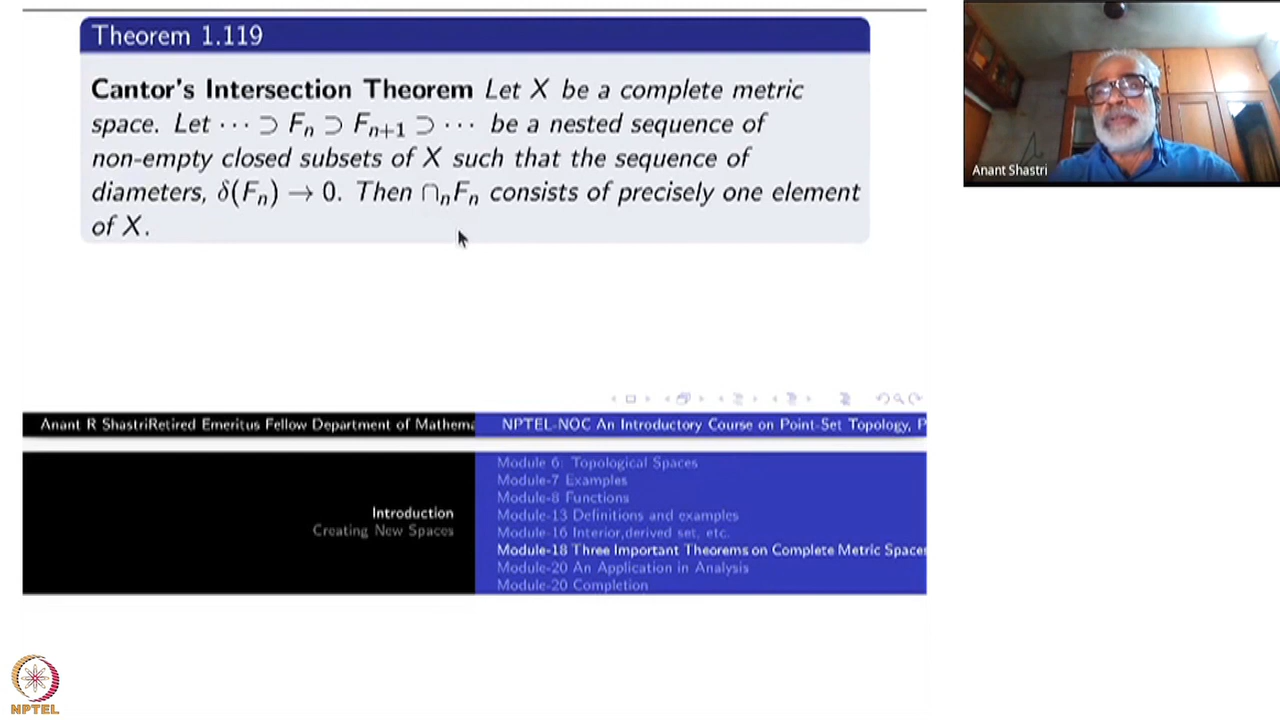 Theorem 1.119
Cantor's Intersection Theorem Let X be a complete metric
space. Let ⋯ ⊃ Fₙ ⊃ Fₙ₊₁ ⊃ ⋯ be a nested sequence of
non-empty closed subsets of X such that the sequence of
diameters, δ(Fₙ) → 0. Then ∩ₙFₙ consists of precisely one element
of X.
Anant Shastri
Anant R ShastriRetired Emeritus Fellow Department of Mathema
NPTEL-NOC An Introductory Course on Point-Set Topology, P
Introduction
Creating New Spaces
Module 6: Topological Spaces
Module-7 Examples
Module-8 Functions
Module-13 Definitions and examples
Module-16 Interior,derived set, etc.
Module-18 Three Important Theorems on Complete Metric Space
Module-20 An Application in Analysis
Module-20 Completion
NPTEL